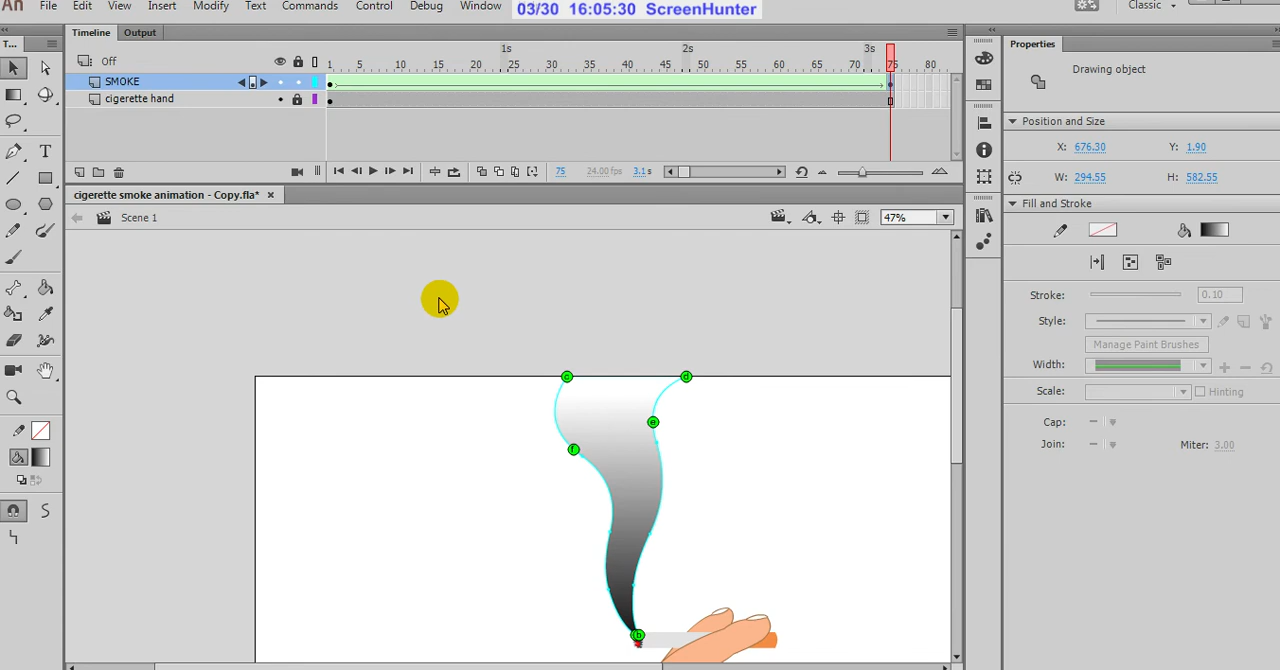 An File Edit View Insert Modify Text Commands Control Debug Window 03/30 16:05:30 ScreenHunter Classic
T... Timeline Output Properties
1s 2s 3s
Off 1 5 10 15 20 25 30 35 40 45 50 55 60 65 70 75 80
Drawing object
SMOKE
cigerette hand
Position and Size
X: 676.30 Y: 1.90
W: 294.55 H: 582.55
75 24.00 fps 3.1s
cigerette smoke animation - Copy.fla* ×
Fill and Stroke
Scene 1 47%
Stroke: 0.10
Style:
Manage Paint Brushes
Width:
Scale: Hinting
c d
Cap:
e
Join: Miter: 3.00
f
b